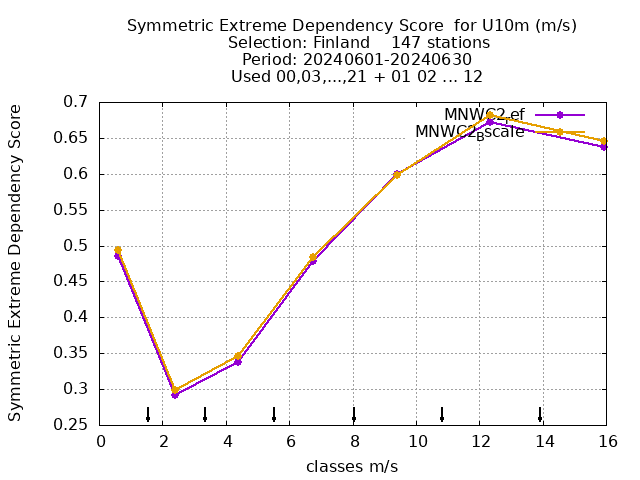 Symmetric Extreme Dependency Score for U10m (m/s)
Selection: Finland 147 stations
Period: 20240601-20240630
Used 00,03,...,21 + 01 02 ... 12
Symmetric Extreme Dependency Score
0.7
0.65
0.6
0.55
0.5
0.45
0.4
0.35
0.3
0.25
MNWC2ref
MNWC2Bscale
0 2 4 6 8 10 12 14 16
classes m/s